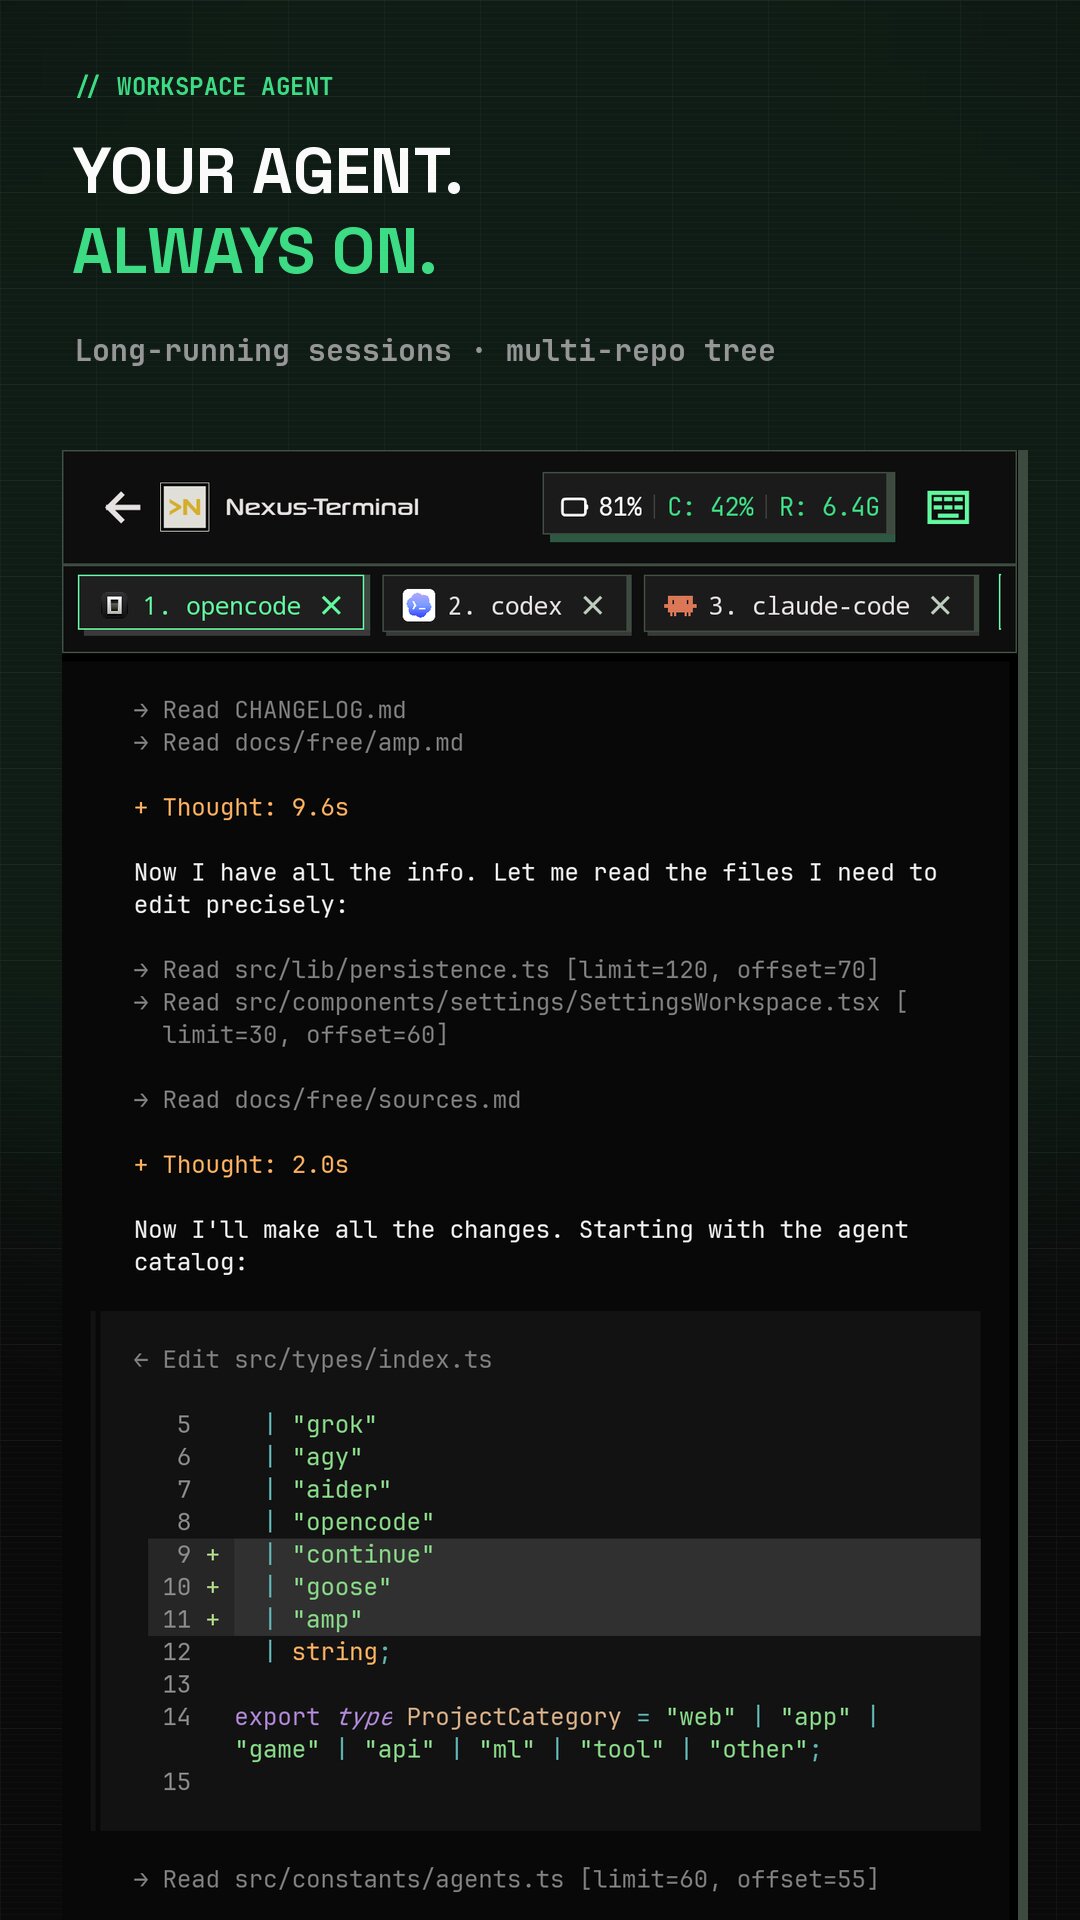 // WORKSPACE AGENT
YOUR AGENT.
ALWAYS ON.
Long-running sessions · multi-repo tree
← >N Nexus-Terminal 81% C: 42% R: 6.4G
1. opencode × 2. codex × 3. claude-code ×
→ Read CHANGELOG.md
→ Read docs/free/amp.md
+ Thought: 9.6s
Now I have all the info. Let me read the files I need to
edit precisely:
→ Read src/lib/persistence.ts [limit=120, offset=70]
→ Read src/components/settings/SettingsWorkspace.tsx [
limit=30, offset=60]
→ Read docs/free/sources.md
+ Thought: 2.0s
Now I'll make all the changes. Starting with the agent
catalog:
← Edit src/types/index.ts
5 | "grok"
6 | "agy"
7 | "aider"
8 | "opencode"
9 + | "continue"
10 + | "goose"
11 + | "amp"
12 | string;
13
14 export type ProjectCategory = "web" | "app" |
"game" | "api" | "ml" | "tool" | "other";
15
→ Read src/constants/agents.ts [limit=60, offset=55]